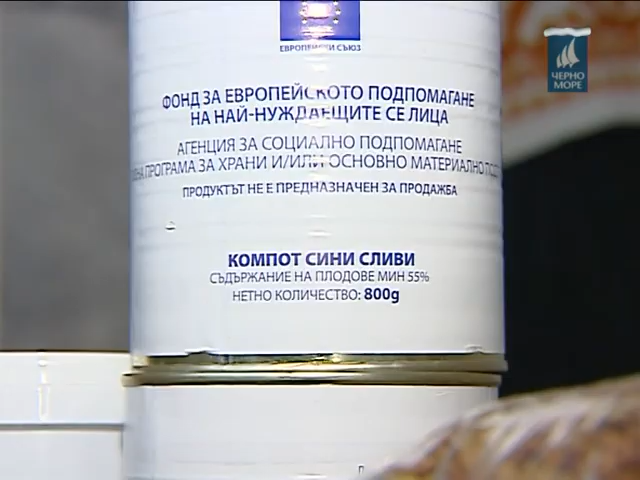 ЕВРОПЕЙСКИ СЪЮЗ
ФОНД ЗА ЕВРОПЕЙСКОТО ПОДПОМАГАНЕ
НА НАЙ-НУЖДАЕЩИТЕ СЕ ЛИЦА
АГЕНЦИЯ ЗА СОЦИАЛНО ПОДПОМАГАНЕ
ПРОГРАМА ЗА ХРАНИ И/ИЛИ ОСНОВНО МАТЕРИАЛНО
ПРОДУКТЪТ НЕ Е ПРЕДНАЗНАЧЕН ЗА ПРОДАЖБА
КОМПОТ СИНИ СЛИВИ
СЪДЪРЖАНИЕ НА ПЛОДОВЕ МИН 55%
НЕТНО КОЛИЧЕСТВО: 800g
ЧЕРНО
МОРЕ